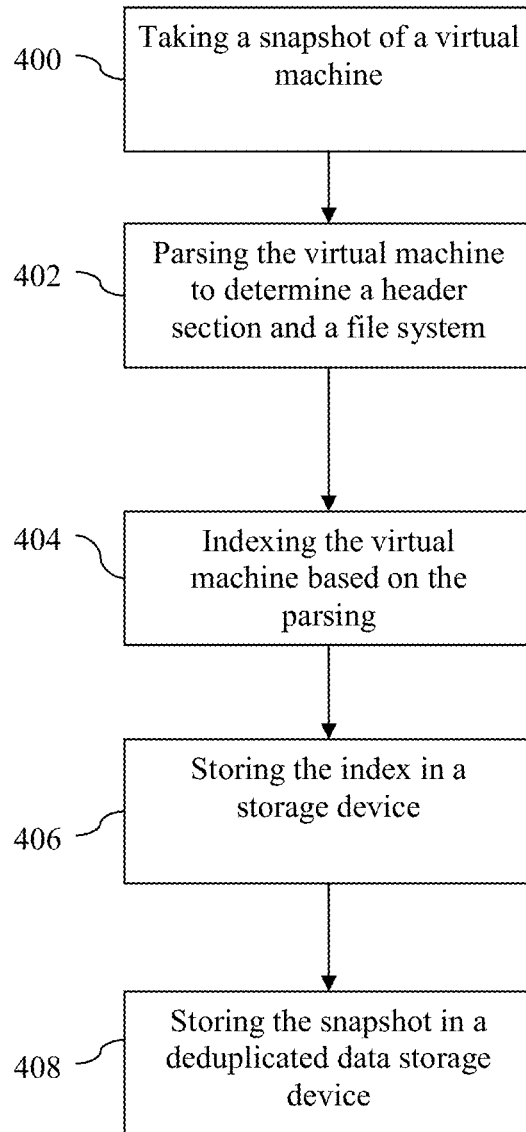 400
Taking a snapshot of a virtual
machine
402
Parsing the virtual machine
to determine a header
section and a file system
404
Indexing the virtual
machine based on the
parsing
406
Storing the index in a
storage device
408
Storing the snapshot in a
deduplicated data storage
device